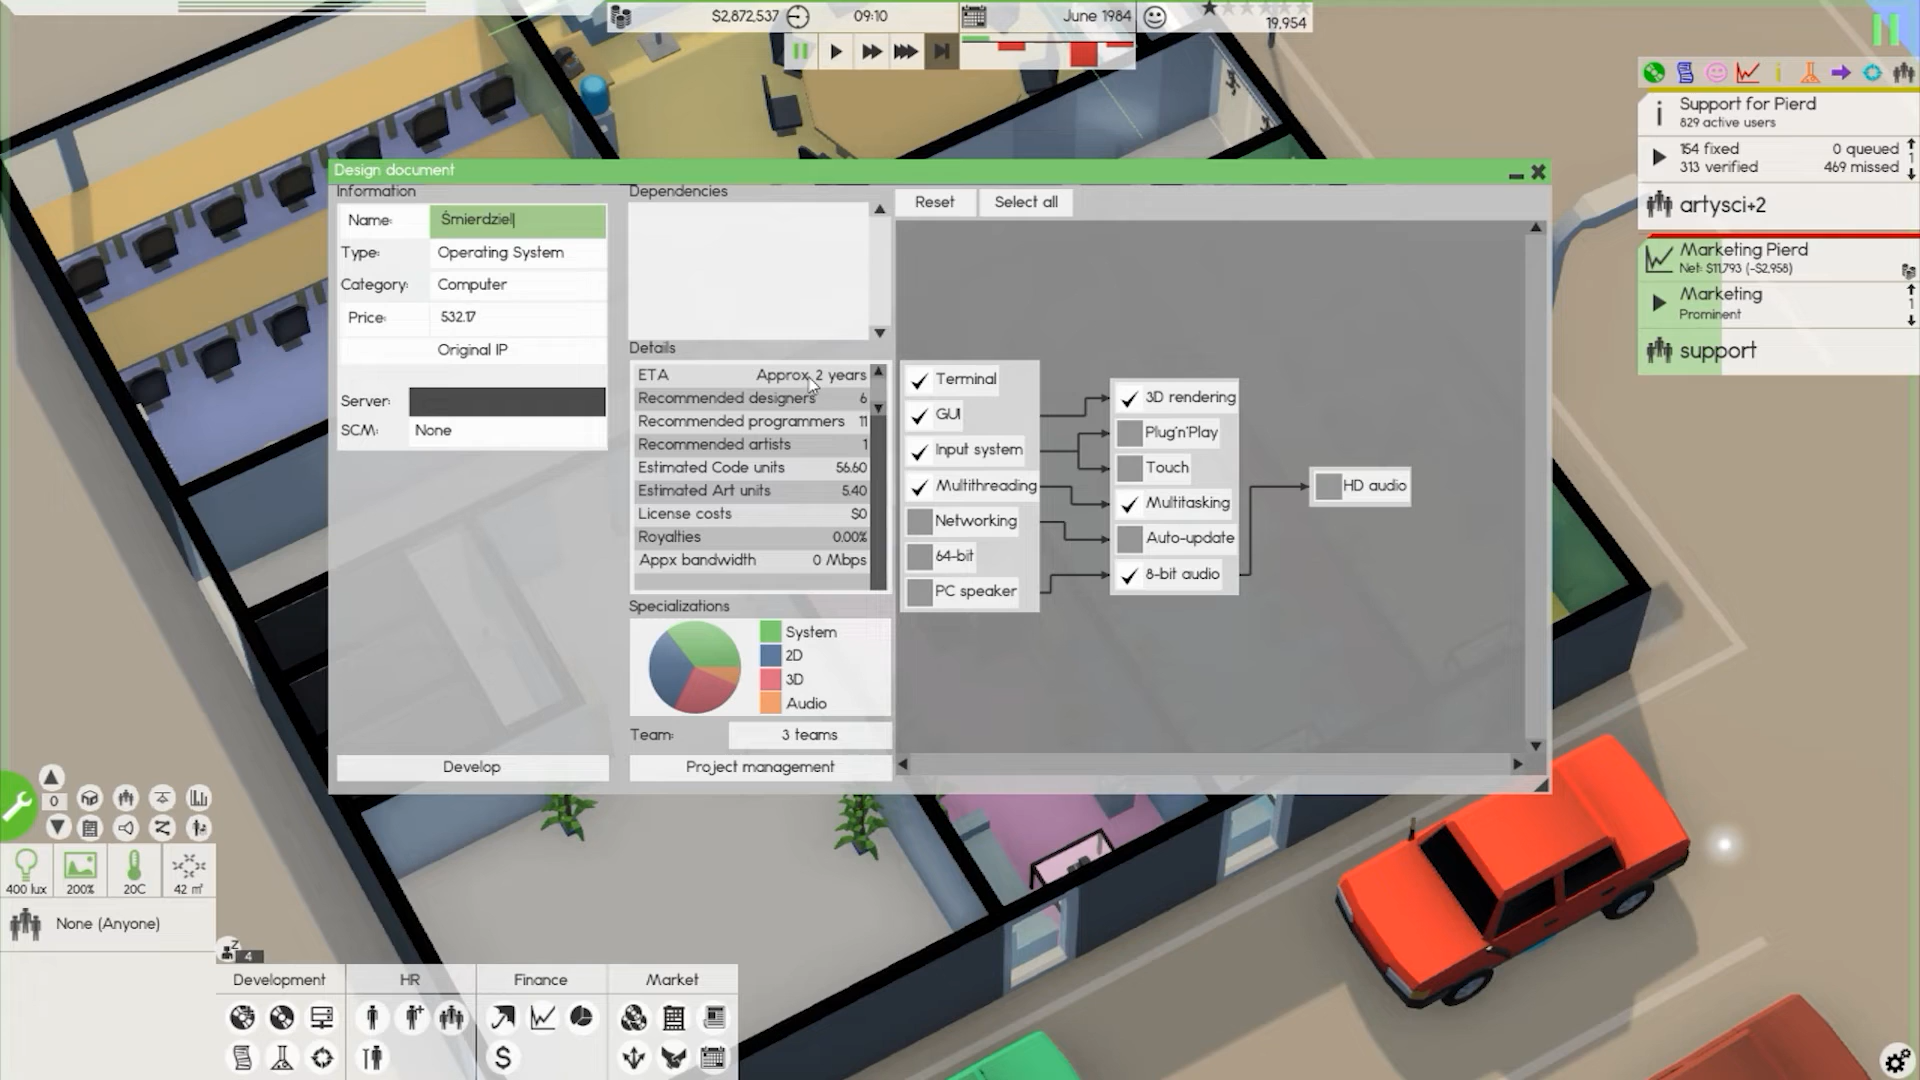 $2,872,537
09:10
June 1984
19,954
Support for Pierd
829 active users
154 fixed
0 queued
313 verified
469 missed
1
artysci+2
Marketing Pierd
Net: $11,793 (-$2,958)
Marketing
Prominent
1
support
Design document
Information
Name:
Śmierdziel
Type:
Operating System
Category:
Computer
Price:
532.17
Original IP
Server:
SCM:
None
Develop
Dependencies
Details
ETA
Approx. 2 years
Recommended designers
6
Recommended programmers
11
Recommended artists
1
Estimated Code units
56.60
Estimated Art units
5.40
License costs
$0
Royalties
0.00%
Appx bandwidth
0 Mbps
Specializations
System
2D
3D
Audio
Team:
3 teams
Project management
Reset
Select all
Terminal
GUI
Input system
Multithreading
Networking
64-bit
PC speaker
3D rendering
Plug'n'Play
Touch
Multitasking
Auto-update
8-bit audio
HD audio
0
400 lux
200%
20C
42 m²
None (Anyone)
Z
4
Development
HR
Finance
Market